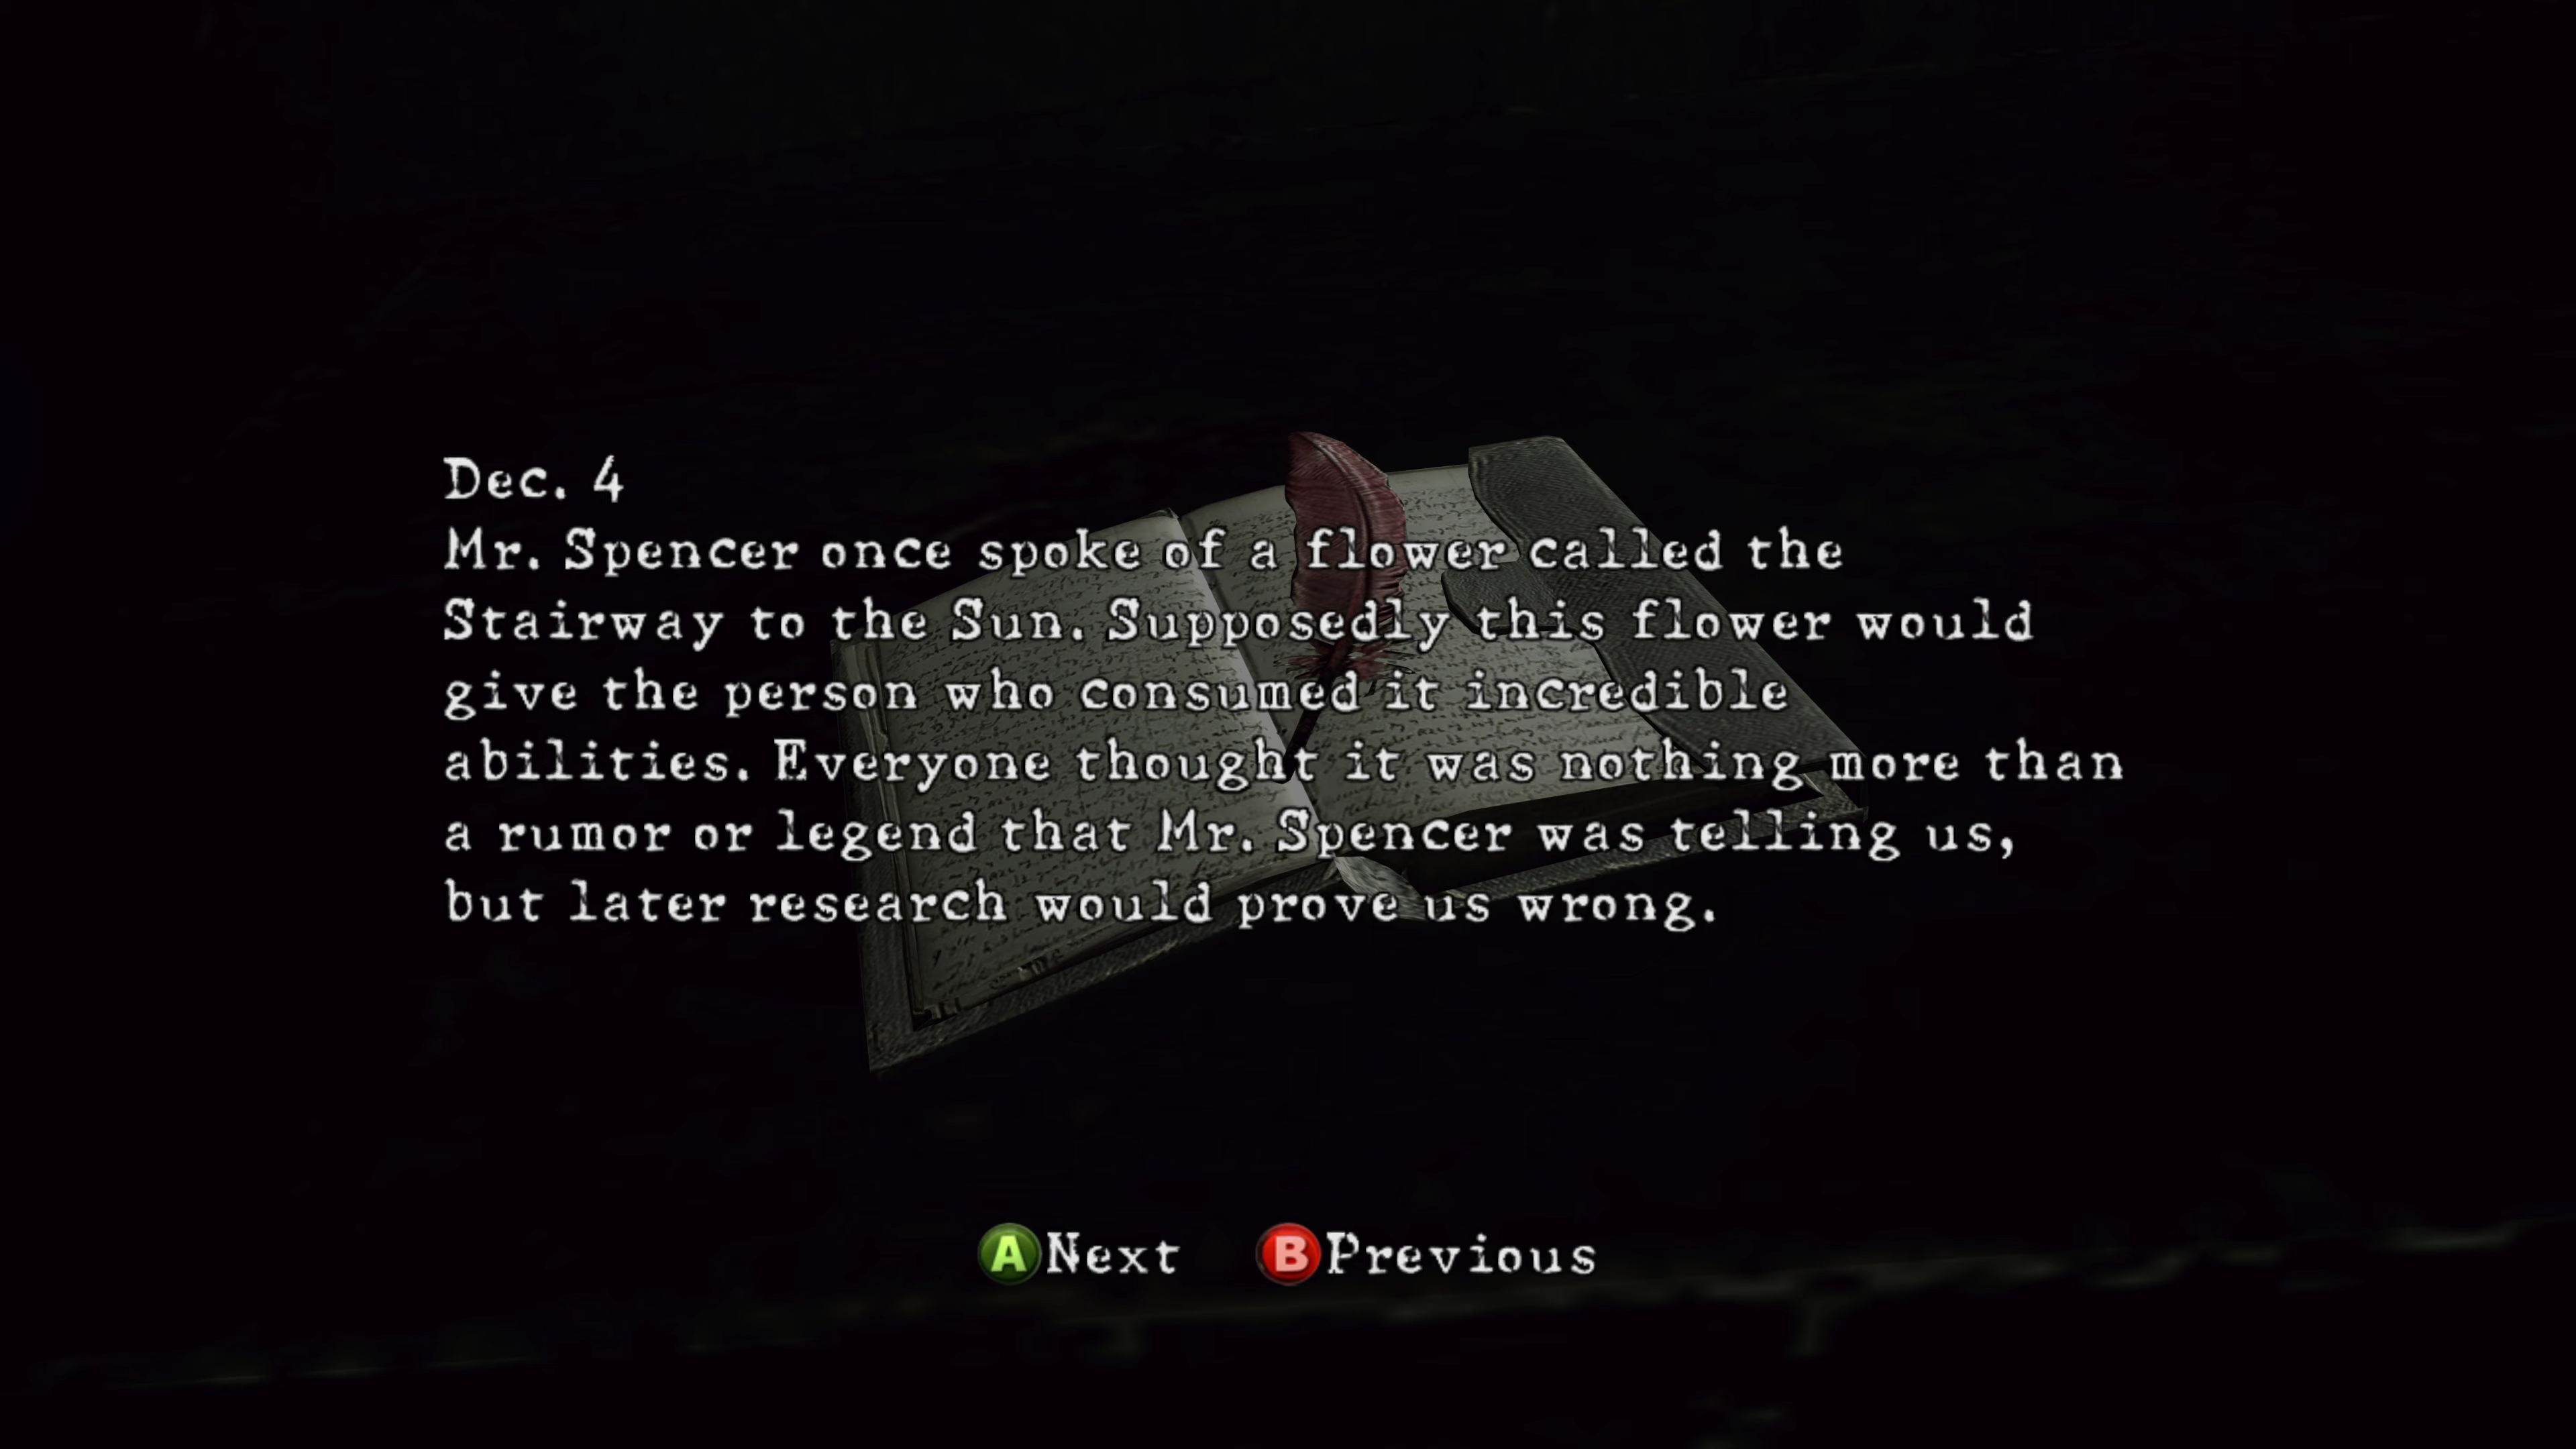 Dec. 4
Mr. Spencer once spoke of a flower called the
Stairway to the Sun. Supposedly this flower would
give the person who consumed it incredible
abilities. Everyone thought it was nothing more than
a rumor or legend that Mr. Spencer was telling us,
but later research would prove us wrong.
A Next B Previous